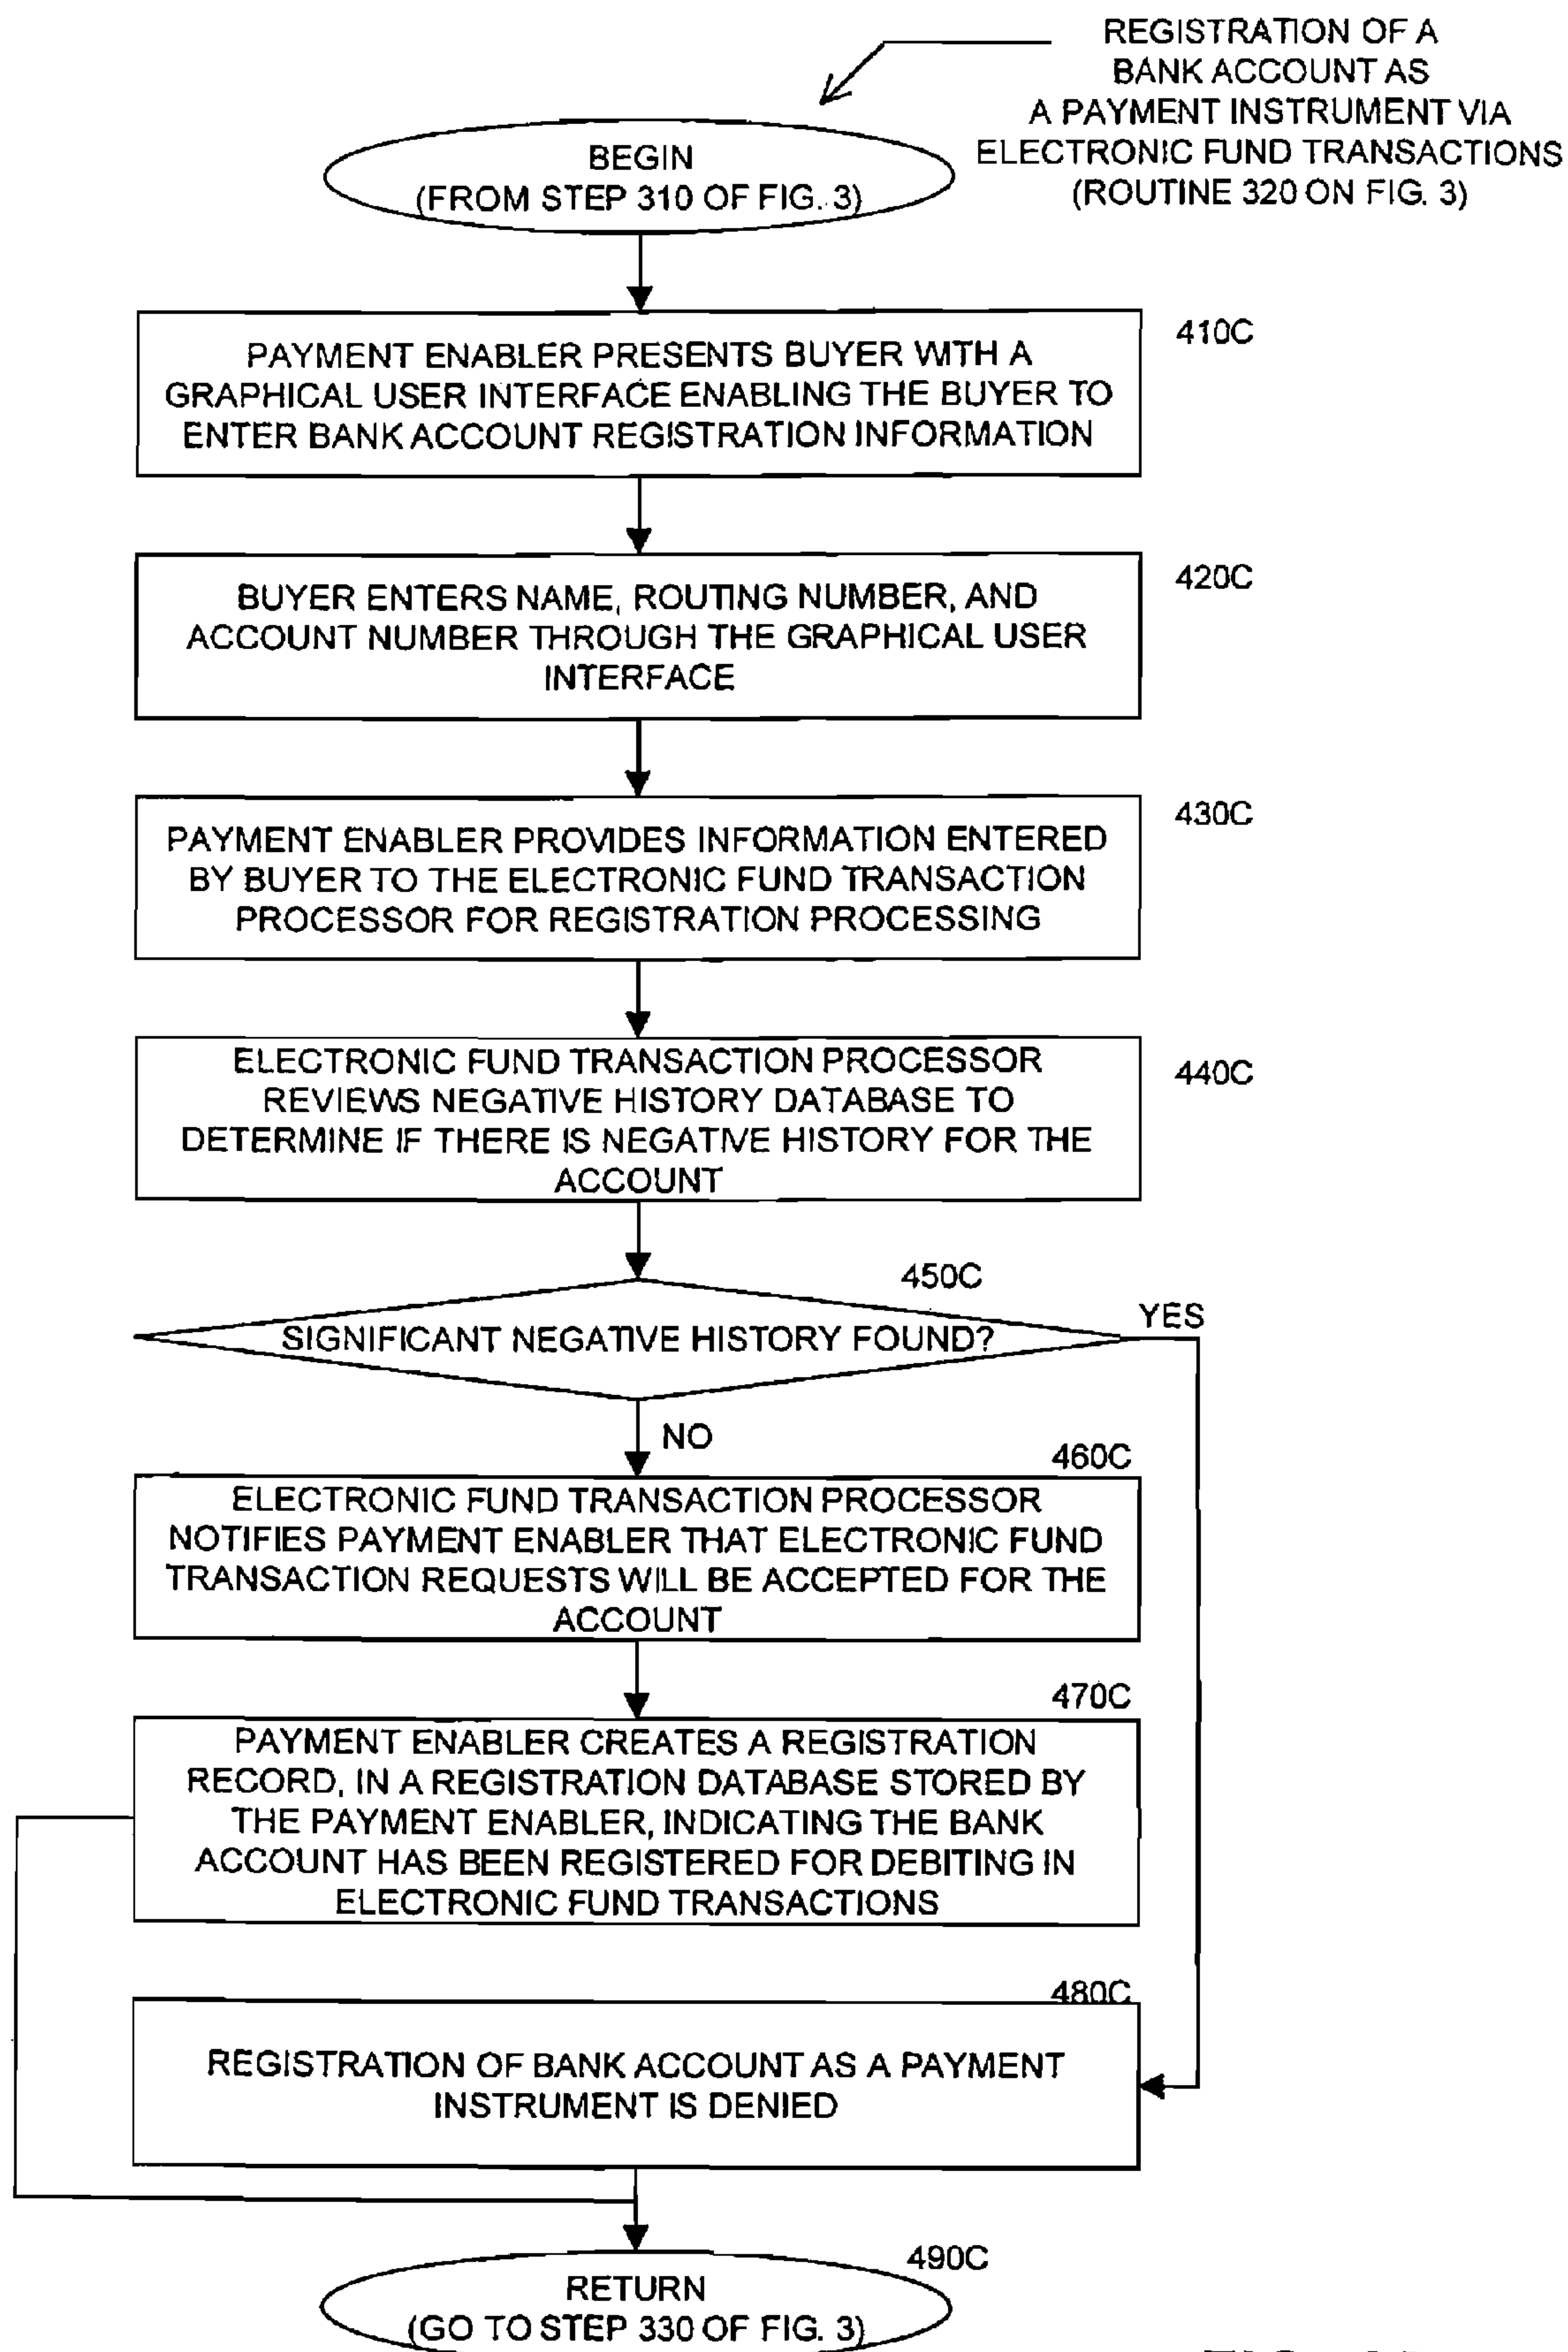 REGISTRATION OF A
BANK ACCOUNT AS
A PAYMENT INSTRUMENT VIA
ELECTRONIC FUND TRANSACTIONS
(ROUTINE 320 ON FIG. 3)
BEGIN
(FROM STEP 310 OF FIG. 3)
410C
PAYMENT ENABLER PRESENTS BUYER WITH A
GRAPHICAL USER INTERFACE ENABLING THE BUYER TO
ENTER BANK ACCOUNT REGISTRATION INFORMATION
420C
BUYER ENTERS NAME, ROUTING NUMBER, AND
ACCOUNT NUMBER THROUGH THE GRAPHICAL USER
INTERFACE
430C
PAYMENT ENABLER PROVIDES INFORMATION ENTERED
BY BUYER TO THE ELECTRONIC FUND TRANSACTION
PROCESSOR FOR REGISTRATION PROCESSING
440C
ELECTRONIC FUND TRANSACTION PROCESSOR
REVIEWS NEGATIVE HISTORY DATABASE TO
DETERMINE IF THERE IS NEGATIVE HISTORY FOR THE
ACCOUNT
450C
YES
SIGNIFICANT NEGATIVE HISTORY FOUND?
NO
460C
ELECTRONIC FUND TRANSACTION PROCESSOR
NOTIFIES PAYMENT ENABLER THAT ELECTRONIC FUND
TRANSACTION REQUESTS WILL BE ACCEPTED FOR THE
ACCOUNT
470C
PAYMENT ENABLER CREATES A REGISTRATION
RECORD, IN A REGISTRATION DATABASE STORED BY
THE PAYMENT ENABLER, INDICATING THE BANK
ACCOUNT HAS BEEN REGISTERED FOR DEBITING IN
ELECTRONIC FUND TRANSACTIONS
480C
REGISTRATION OF BANK ACCOUNT AS A PAYMENT
INSTRUMENT IS DENIED
490C
RETURN
(GO TO STEP 330 OF FIG. 3)